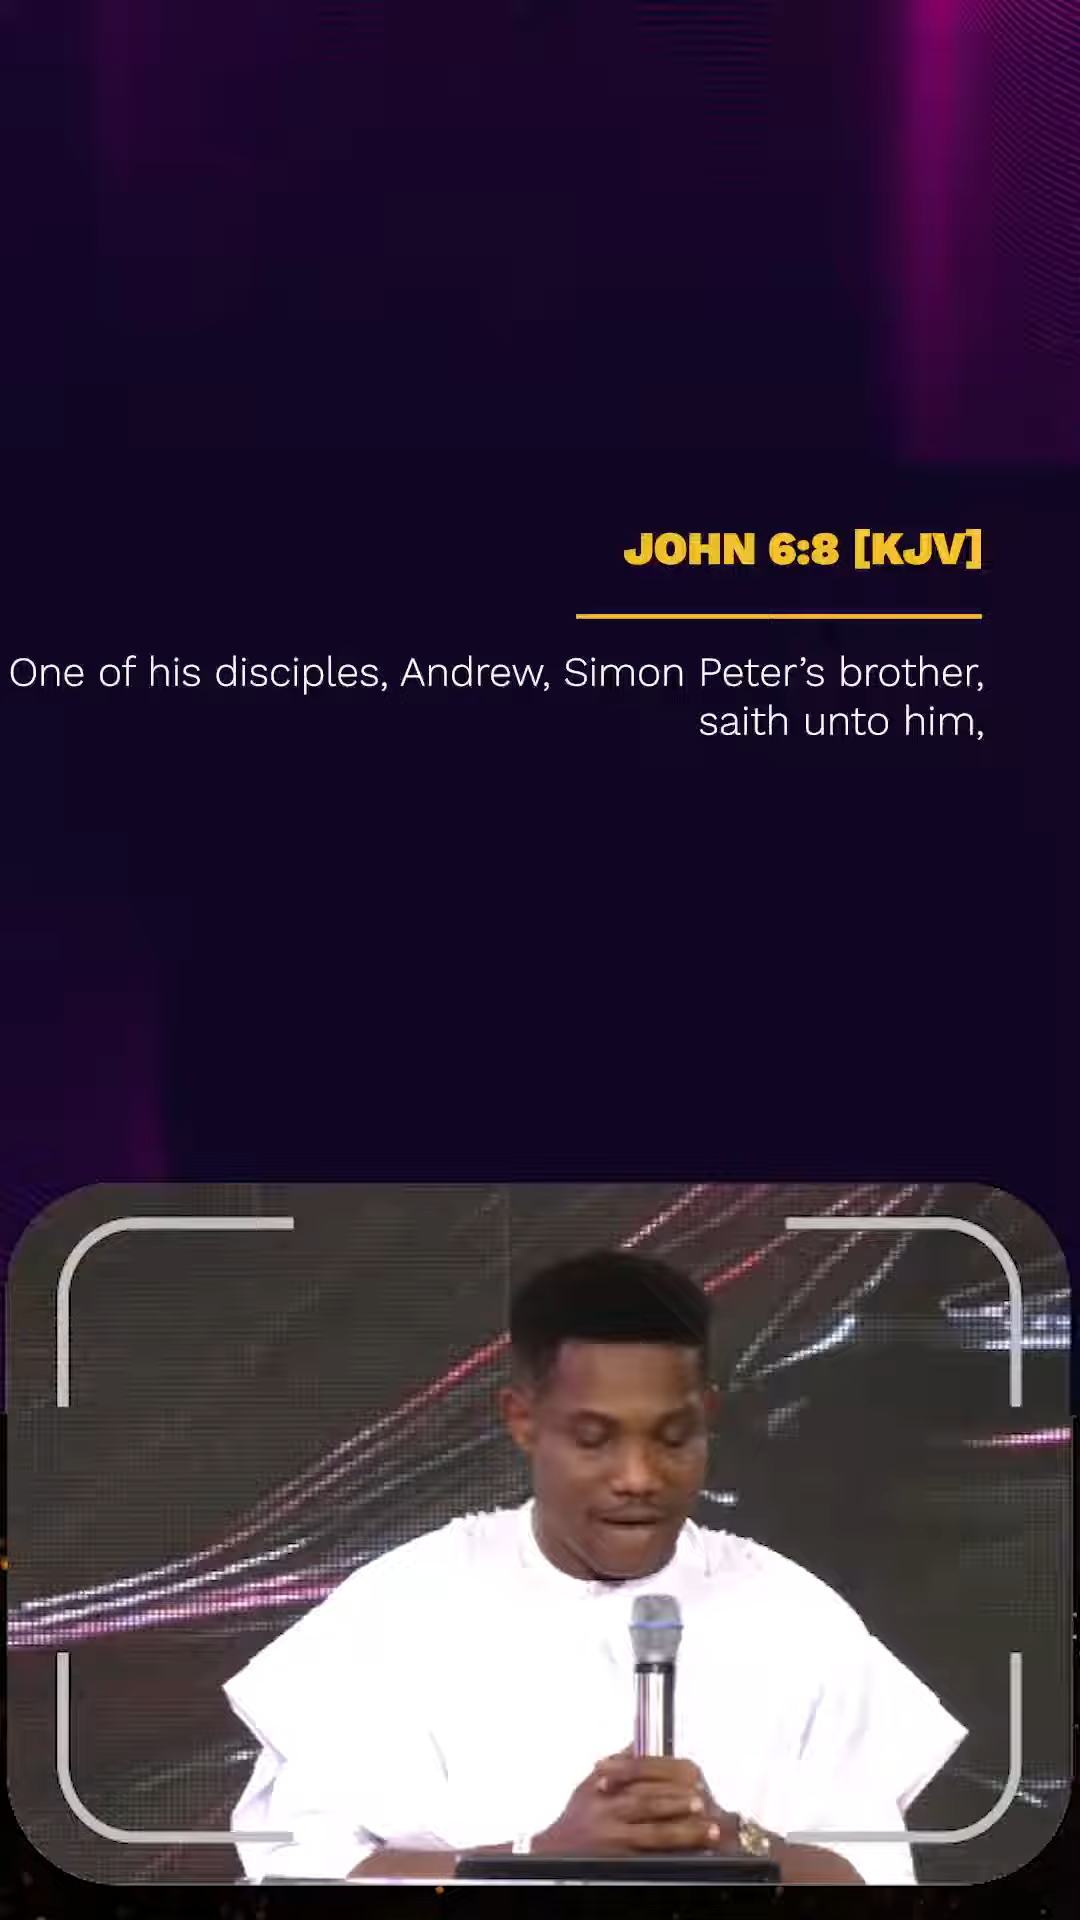 JOHN 6:8 [KJV]
One of his disciples, Andrew, Simon Peter’s brother,
saith unto him,